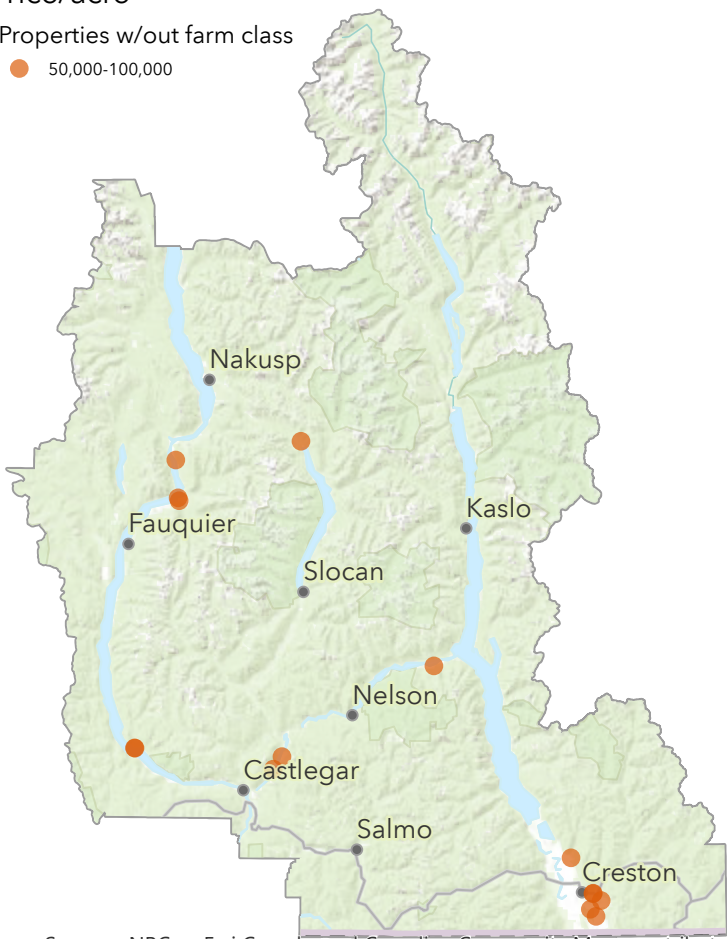 Properties w/out farm class
50,000-100,000
Nakusp
Kaslo
Fauquier
Slocan
Nelson
Castlegar
Salmo
Creston